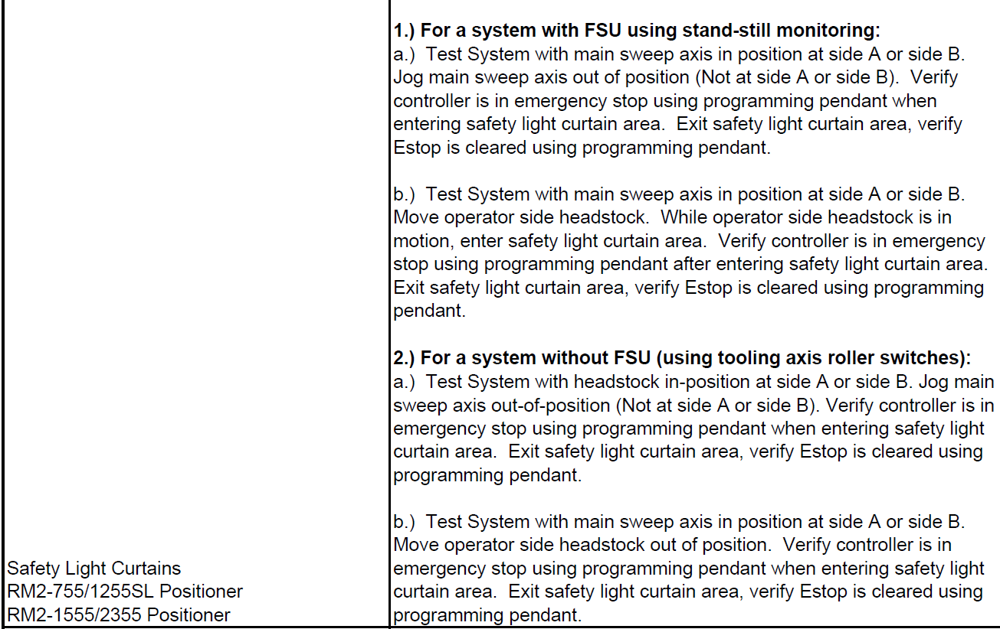 1.) For a system with FSU using stand-still monitoring:
a.)  Test System with main sweep axis in position at side A or side B.
Jog main sweep axis out of position (Not at side A or side B).  Verify
controller is in emergency stop using programming pendant when
entering safety light curtain area.  Exit safety light curtain area, verify
Estop is cleared using programming pendant.
b.)  Test System with main sweep axis in position at side A or side B.
Move operator side headstock.  While operator side headstock is in
motion, enter safety light curtain area.  Verify controller is in emergency
stop using programming pendant after entering safety light curtain area.
Exit safety light curtain area, verify Estop is cleared using programming
pendant.
2.) For a system without FSU (using tooling axis roller switches):
a.)  Test System with headstock in-position at side A or side B. Jog main
sweep axis out-of-position (Not at side A or side B). Verify controller is in
emergency stop using programming pendant when entering safety light
curtain area.  Exit safety light curtain area, verify Estop is cleared using
programming pendant.
b.)  Test System with main sweep axis in position at side A or side B.
Move operator side headstock out of position.  Verify controller is in
emergency stop using programming pendant when entering safety light
curtain area.  Exit safety light curtain area, verify Estop is cleared using
programming pendant.
Safety Light Curtains
RM2-755/1255SL Positioner
RM2-1555/2355 Positioner